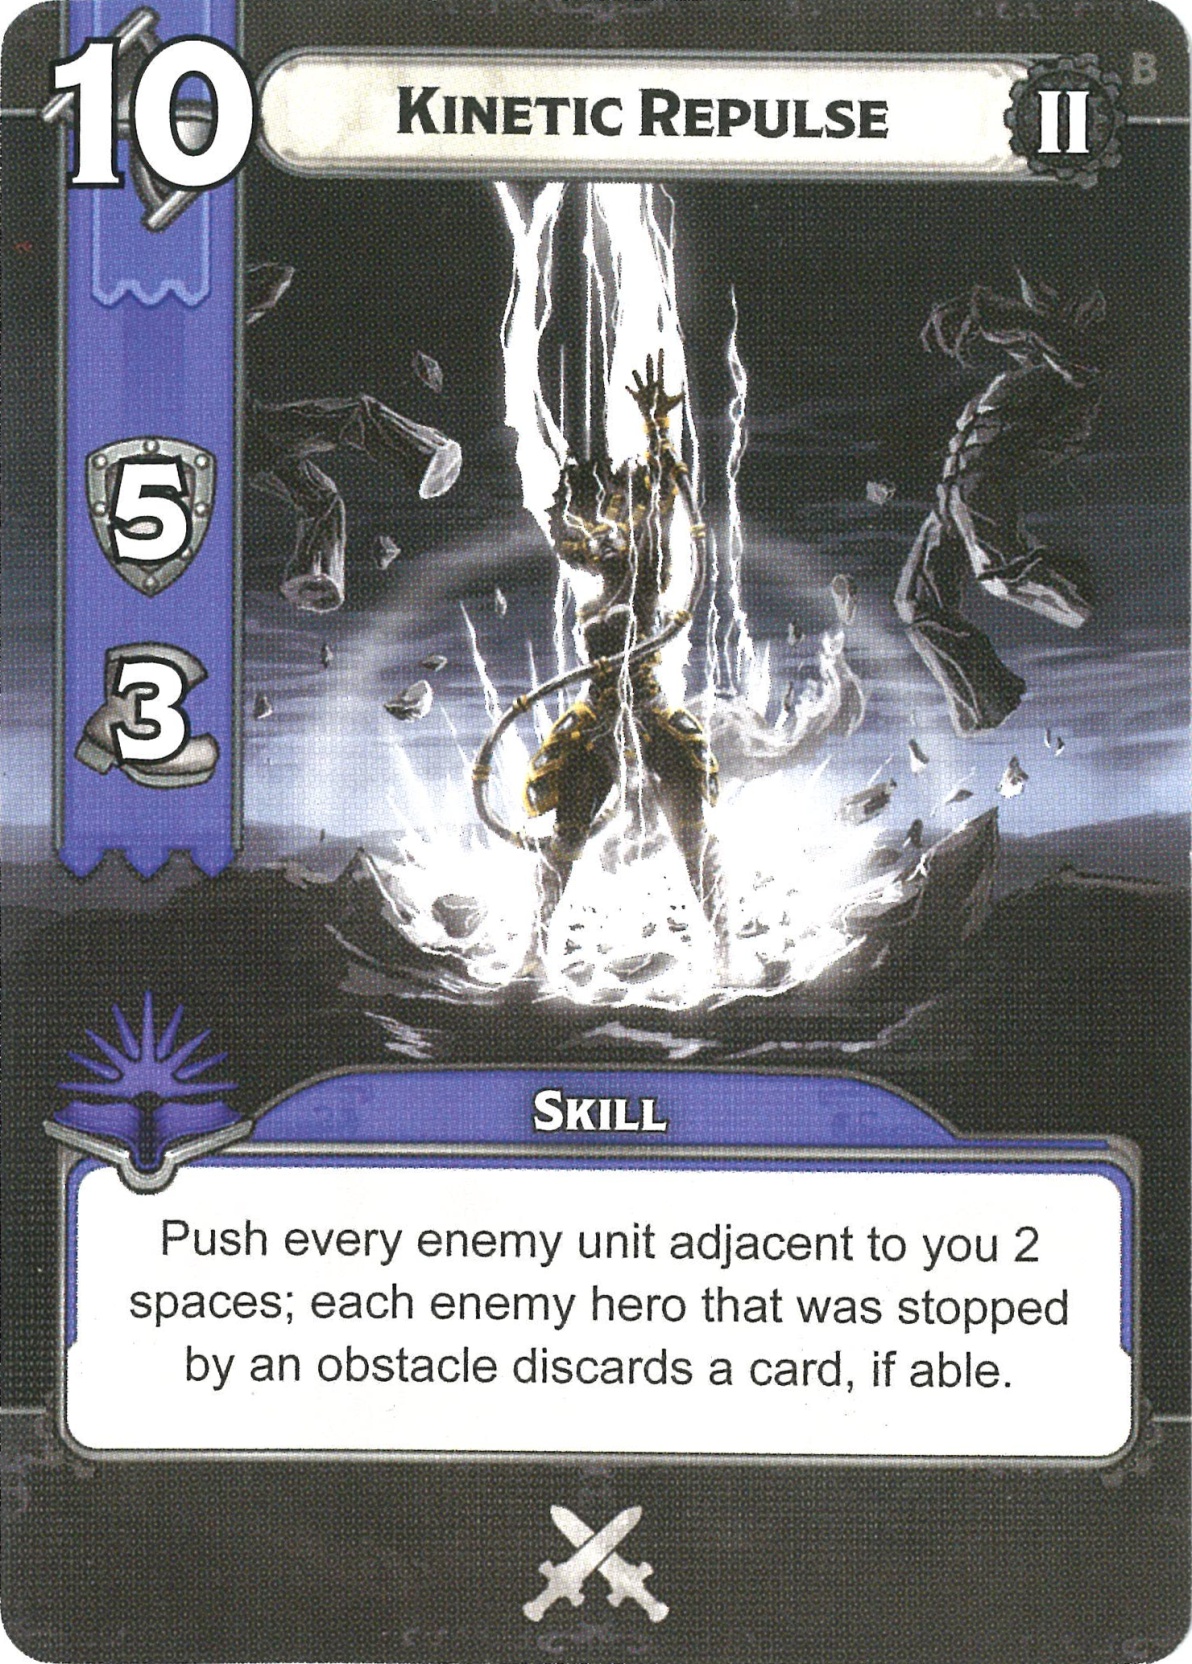 10
KINETIC REPULSE
II
B
5
3
SKILL
Push every enemy unit adjacent to you 2
spaces; each enemy hero that was stopped
by an obstacle discards a card, if able.